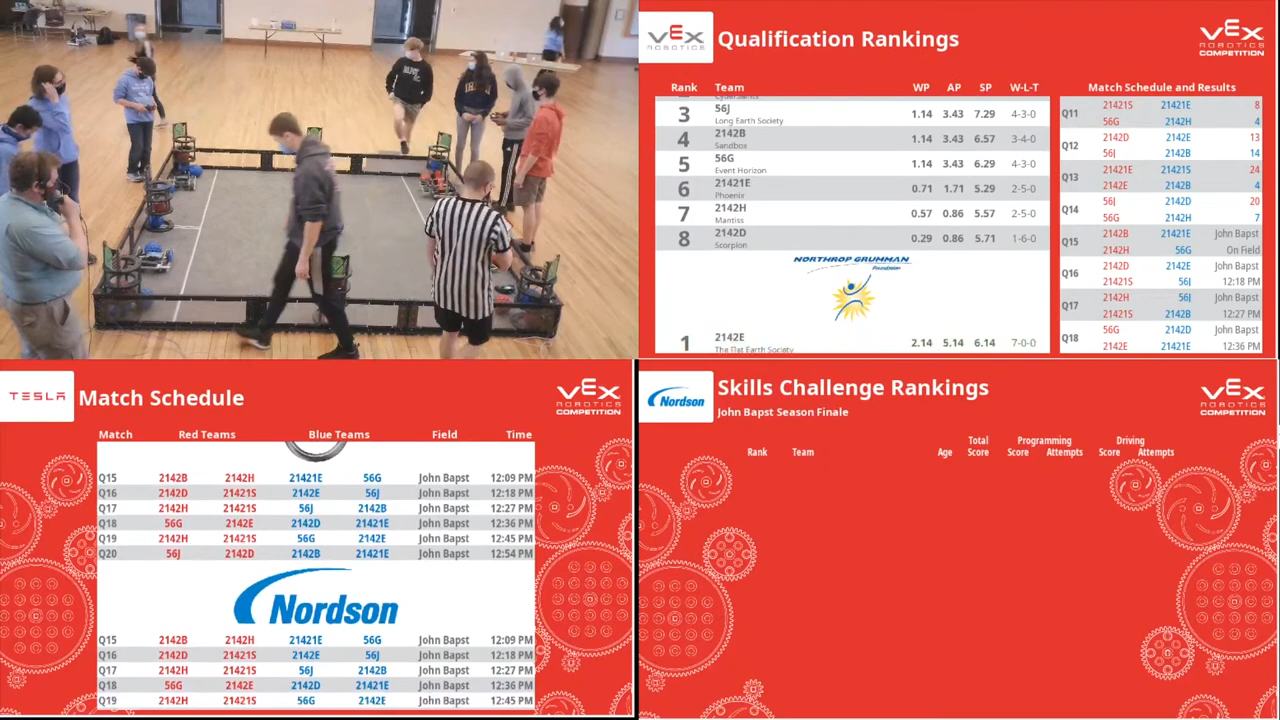 VEX
ROBOTICS
Qualification Rankings
VEX
ROBOTICS
COMPETITION
Rank Team WP AP SP W-L-T
3 56J 1.14 3.43 7.29 4-3-0
Long Earth Society
4 2142B 1.14 3.43 6.57 3-4-0
Sandbox
5 56G 1.14 3.43 6.29 4-3-0
Event Horizon
6 21421E 0.71 1.71 5.29 2-5-0
Phoenix
7 2142H 0.57 0.86 5.57 2-5-0
Mantiss
8 2142D 0.29 0.86 5.71 1-6-0
Scorpion
NORTHROP GRUMMAN
Foundation
1 2142E 2.14 5.14 6.14 7-0-0
The Flat Earth Society
Match Schedule and Results
Q11 21421S 21421E 8
56G 2142H 4
Q12 2142D 2142E 13
56J 2142B 14
Q13 21421E 21421S 24
2142E 2142B 4
Q14 56J 2142D 20
56G 2142H 7
Q15 2142B 21421E John Bapst
2142H 56G On Field
Q16 2142D 2142E John Bapst
21421S 56J 12:18 PM
Q17 2142H 56J John Bapst
21421S 2142B 12:27 PM
Q18 56G 2142D John Bapst
2142E 21421E 12:36 PM
TESLA
Match Schedule
VEX
ROBOTICS
COMPETITION
Match Red Teams Blue Teams Field Time
Q15 2142B 2142H 21421E 56G John Bapst 12:09 PM
Q16 2142D 21421S 2142E 56J John Bapst 12:18 PM
Q17 2142H 21421S 56J 2142B John Bapst 12:27 PM
Q18 56G 2142E 2142D 21421E John Bapst 12:36 PM
Q19 2142H 21421S 56G 2142E John Bapst 12:45 PM
Q20 56J 2142D 2142B 21421E John Bapst 12:54 PM
Nordson
Q15 2142B 2142H 21421E 56G John Bapst 12:09 PM
Q16 2142D 21421S 2142E 56J John Bapst 12:18 PM
Q17 2142H 21421S 56J 2142B John Bapst 12:27 PM
Q18 56G 2142E 2142D 21421E John Bapst 12:36 PM
Q19 2142H 21421S 56G 2142E John Bapst 12:45 PM
Nordson
Skills Challenge Rankings
John Bapst Season Finale
VEX
ROBOTICS
COMPETITION
Total Programming Driving
Rank Team Age Score Score Attempts Score Attempts